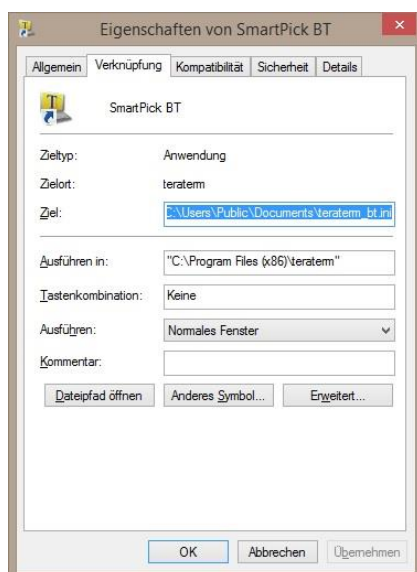 Eigenschaften von SmartPick BT
Allgemein Verknüpfung Kompatibilität Sicherheit Details
SmartPick BT
Zieltyp: Anwendung
Zielort: teraterm
Ziel: C:\Users\Public\Documents\teraterm_bt.ini
Ausführen in: "C:\Program Files (x86)\teraterm"
Tastenkombination: Keine
Ausführen: Normales Fenster
Kommentar:
Dateipfad öffnen Anderes Symbol... Erweitert...
OK Abbrechen Übernehmen